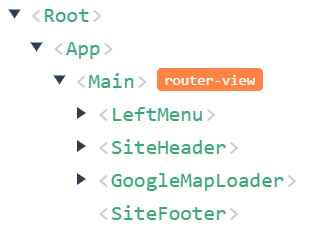 <Root>
<App>
<Main> router-view
<LeftMenu>
<SiteHeader>
<GoogleMapLoader>
<SiteFooter>